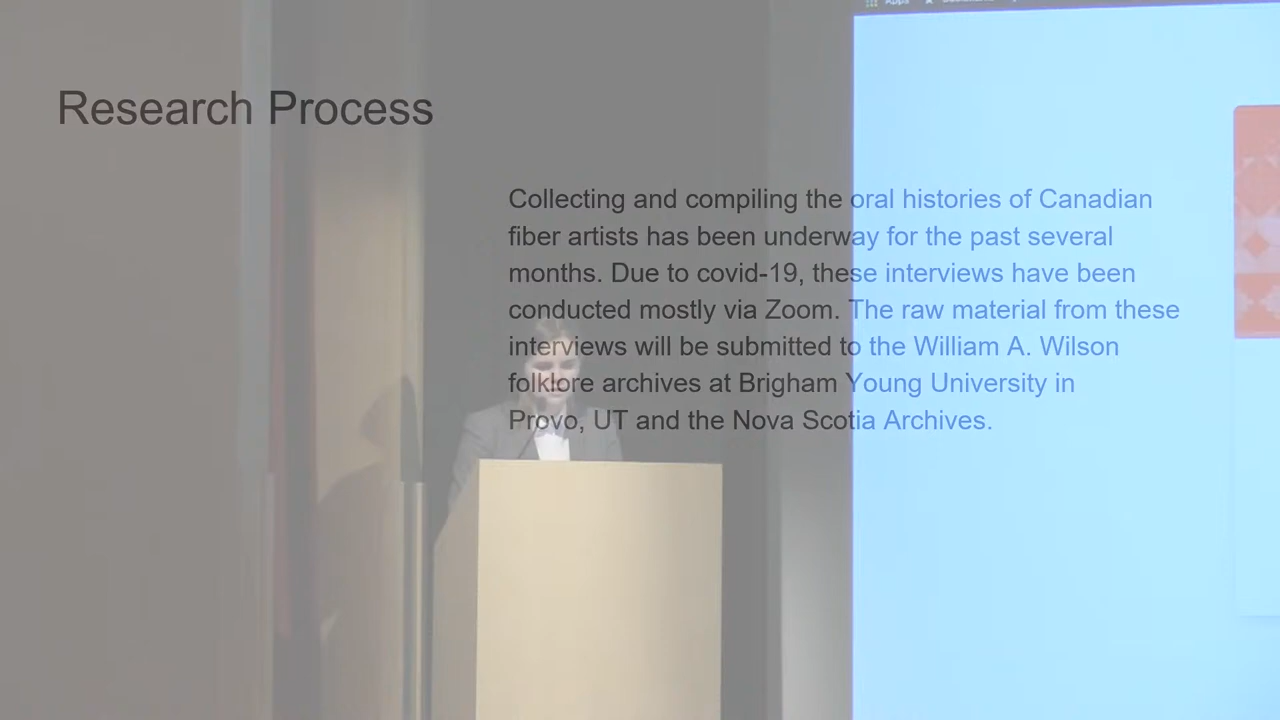 Apps
Research Process
Collecting and compiling the oral histories of Canadian
fiber artists has been underway for the past several
months. Due to covid-19, these interviews have been
conducted mostly via Zoom. The raw material from these
interviews will be submitted to the William A. Wilson
folklore archives at Brigham Young University in
Provo, UT and the Nova Scotia Archives.